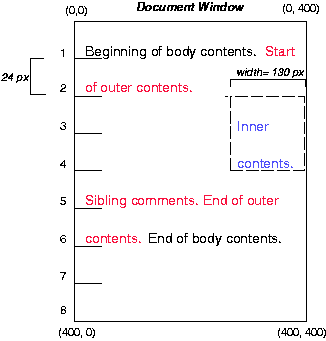 Document Window
(0,0)
(0, 400)
1
Beginning of body contents. Start
24 px
width= 130 px
2
of outer contents.
3
Inner
4
contents.
5
Sibling comments. End of outer
6
contents. End of body contents.
7
8
(400, 0)
(400, 400)